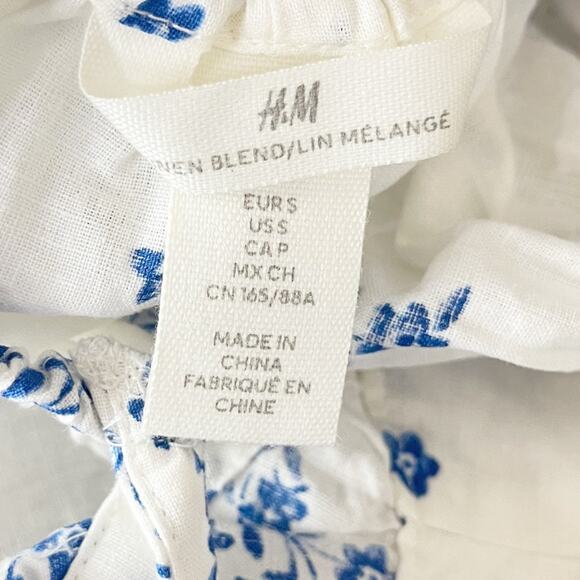 H&M
NEN BLEND/LIN MÉLANGÉ
EUR S
US S
CA P
MX CH
CN 165/88A
MADE IN
CHINA
FABRIQUÉ EN
CHINE